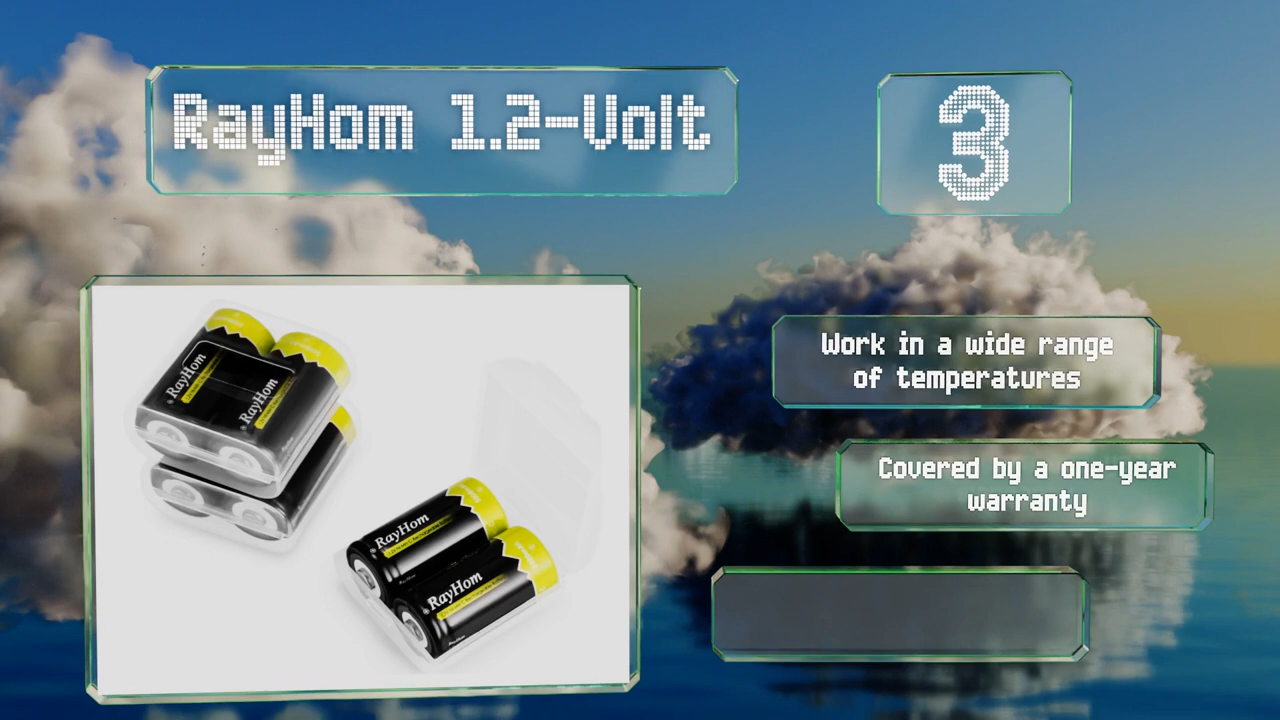 RayHom 1.2-Volt
3
Work in a wide range
of temperatures
Covered by a one-year
warranty
RayHom
RayHom
RayHom
RayHom